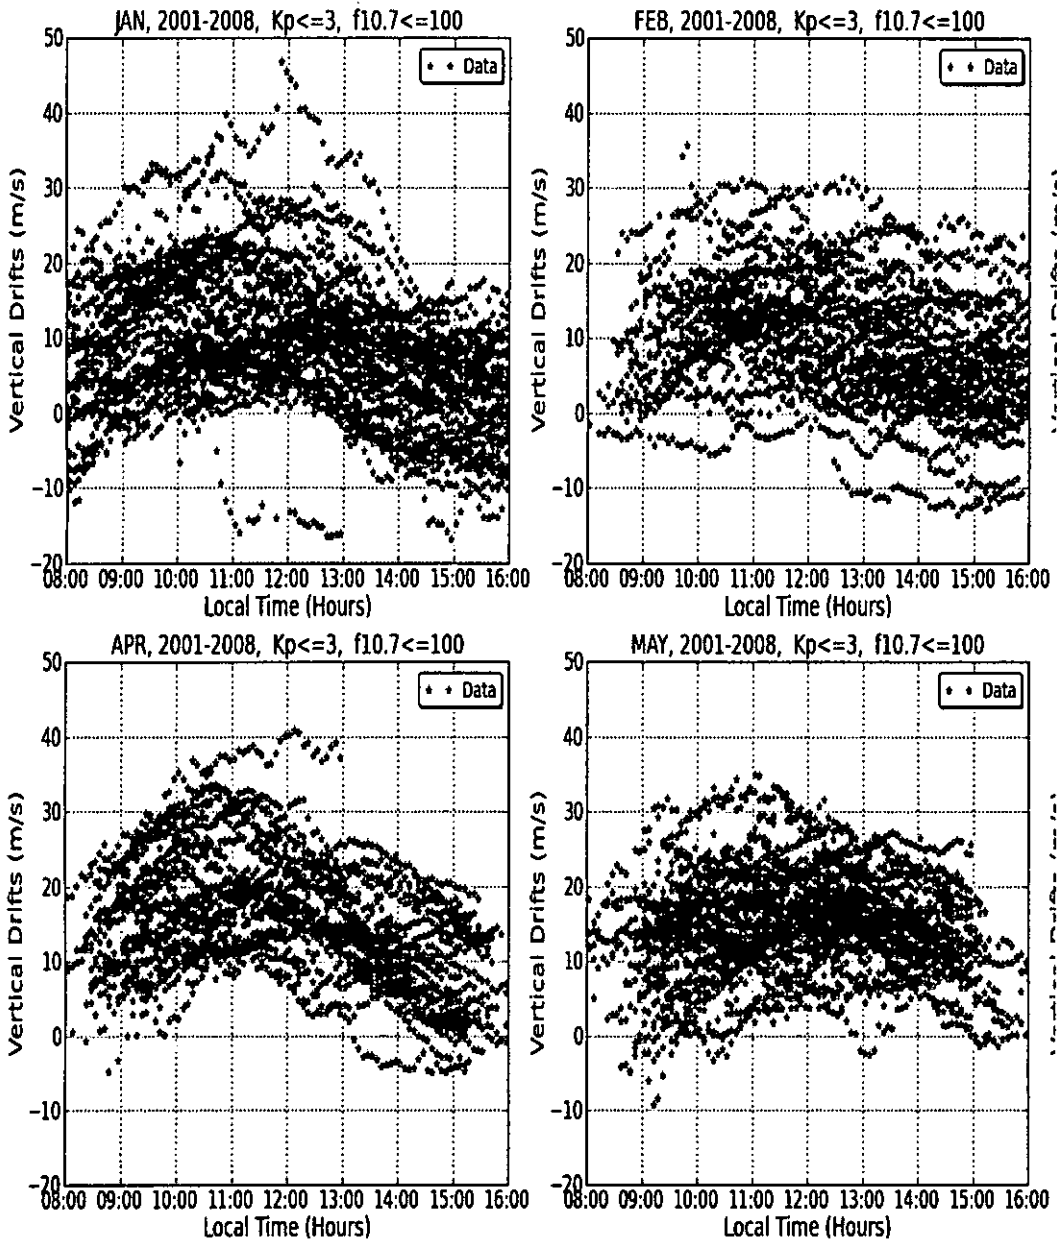 JAN, 2001-2008, Kp<=3, f10.7<=100
FEB, 2001-2008, Kp<=3, f10.7<=100
50
40
30
20
10
0
−10
−20
Vertical Drifts (m/s)
Data
08:00 09:00 10:00 11:00 12:00 13:00 14:00 15:00 16:00
Local Time (Hours)
50
40
30
20
10
0
−10
−20
Vertical Drifts (m/s)
Data
08:00 09:00 10:00 11:00 12:00 13:00 14:00 15:00 16:00
Local Time (Hours)
APR, 2001-2008, Kp<=3, f10.7<=100
MAY, 2001-2008, Kp<=3, f10.7<=100
50
40
30
20
10
0
−10
−20
Vertical Drifts (m/s)
Data
08:00 09:00 10:00 11:00 12:00 13:00 14:00 15:00 16:00
Local Time (Hours)
50
40
30
20
10
0
−10
−20
Vertical Drifts (m/s)
Data
08:00 09:00 10:00 11:00 12:00 13:00 14:00 15:00 16:00
Local Time (Hours)